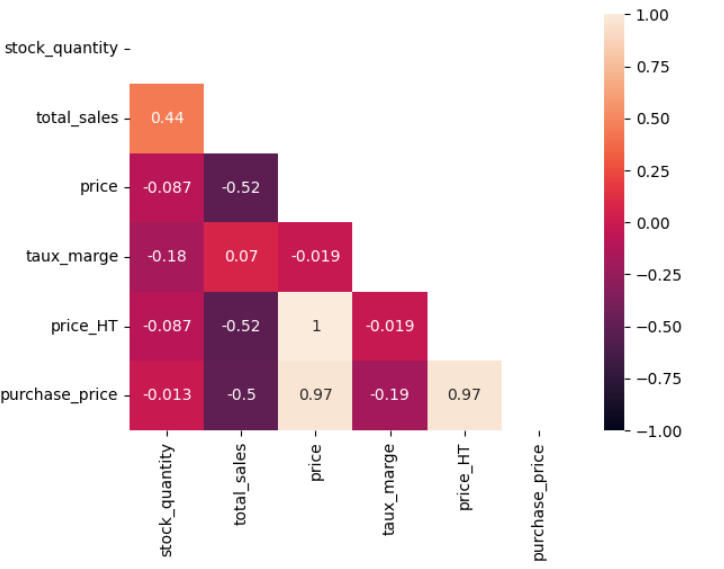 stock_quantity
total_sales 0.44
price -0.087 -0.52
taux_marge -0.18 0.07 -0.019
price_HT -0.087 -0.52 1 -0.019
purchase_price -0.013 -0.5 0.97 -0.19 0.97
stock_quantity
total_sales
price
taux_marge
price_HT
purchase_price
1.00
0.75
0.50
0.25
0.00
−0.25
−0.50
−0.75
−1.00